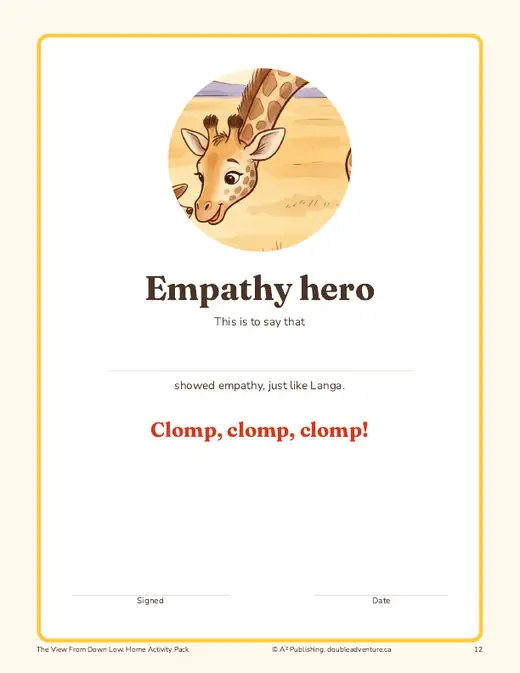 Empathy hero
This is to say that
showed empathy, just like Langa.
Clomp, clomp, clomp!
Signed Date
The View From Down Low. Home Activity Pack © A² Publishing. doubleadventure.ca 12